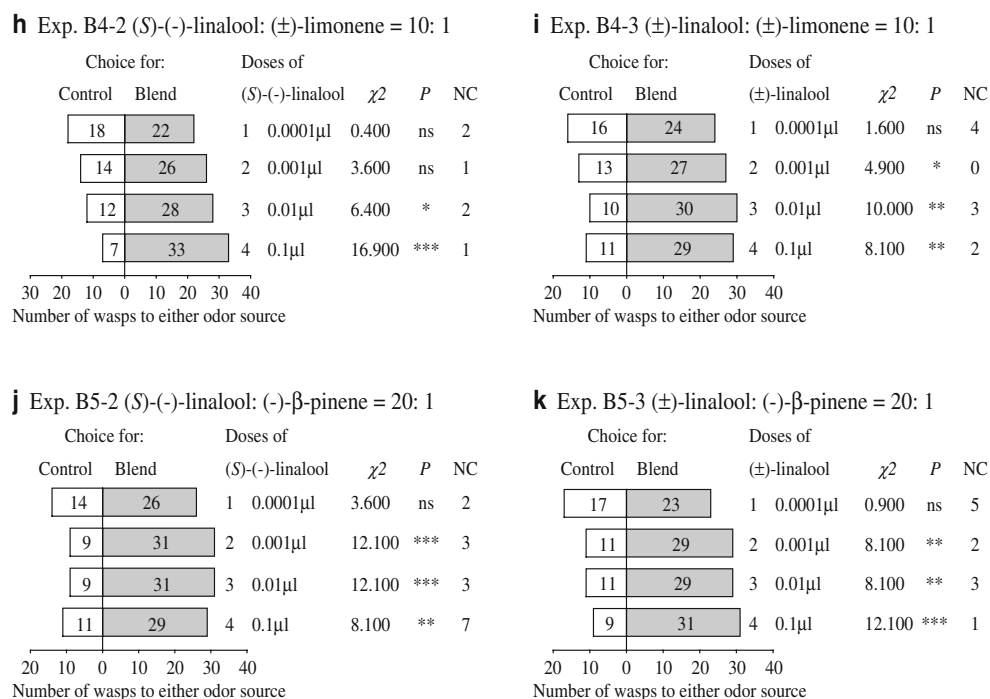 h Exp. B4-2 (S)-(-)-linalool: (±)-limonene = 10: 1
Choice for: Doses of
Control Blend (S)-(-)-linalool χ2 P NC
18 22 1 0.0001µl 0.400 ns 2
14 26 2 0.001µl 3.600 ns 1
12 28 3 0.01µl 6.400 * 2
7 33 4 0.1µl 16.900 *** 1
30 20 10 0 10 20 30 40
Number of wasps to either odor source
i Exp. B4-3 (±)-linalool: (±)-limonene = 10: 1
Choice for: Doses of
Control Blend (±)-linalool χ2 P NC
16 24 1 0.0001µl 1.600 ns 4
13 27 2 0.001µl 4.900 * 0
10 30 3 0.01µl 10.000 ** 3
11 29 4 0.1µl 8.100 ** 2
20 10 0 10 20 30 40
Number of wasps to either odor source
j Exp. B5-2 (S)-(-)-linalool: (-)-β-pinene = 20: 1
Choice for: Doses of
Control Blend (S)-(-)-linalool χ2 P NC
14 26 1 0.0001µl 3.600 ns 2
9 31 2 0.001µl 12.100 *** 3
9 31 3 0.01µl 12.100 *** 3
11 29 4 0.1µl 8.100 ** 7
20 10 0 10 20 30 40
Number of wasps to either odor source
k Exp. B5-3 (±)-linalool: (-)-β-pinene = 20: 1
Choice for: Doses of
Control Blend (±)-linalool χ2 P NC
17 23 1 0.0001µl 0.900 ns 5
11 29 2 0.001µl 8.100 ** 2
11 29 3 0.01µl 8.100 ** 3
9 31 4 0.1µl 12.100 *** 1
20 10 0 10 20 30 40
Number of wasps to either odor source